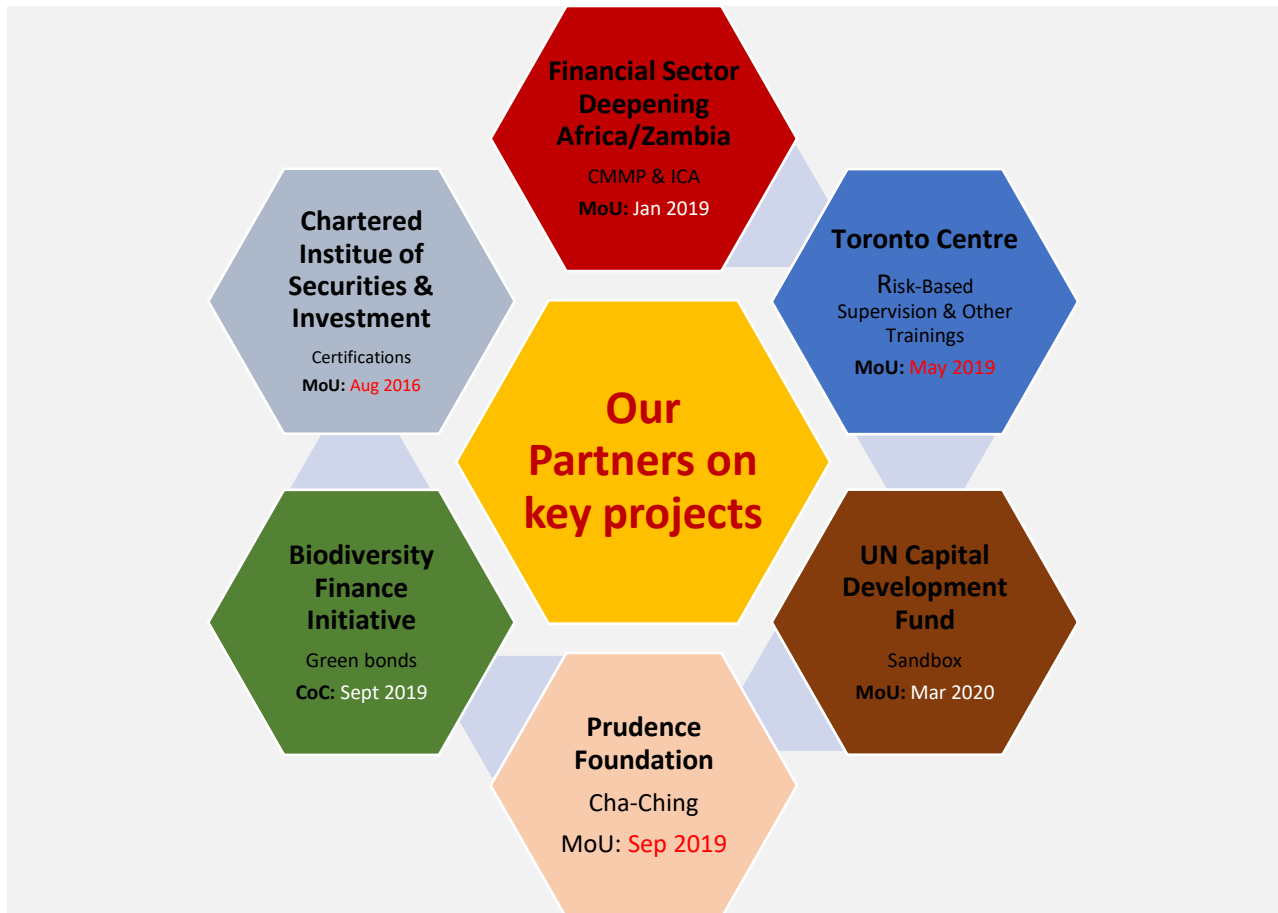 Financial Sector
Deepening
Africa/Zambia
CMMP & ICA
MoU: Jan 2019
Toronto Centre
Risk-Based
Supervision & Other
Trainings
MoU: May 2019
UN Capital
Development
Fund
Sandbox
MoU: Mar 2020
Prudence
Foundation
Cha-Ching
MoU: Sep 2019
Biodiversity
Finance
Initiative
Green bonds
CoC: Sept 2019
Chartered
Institue of
Securities &
Investment
Certifications
MoU: Aug 2016
Our
Partners on
key projects